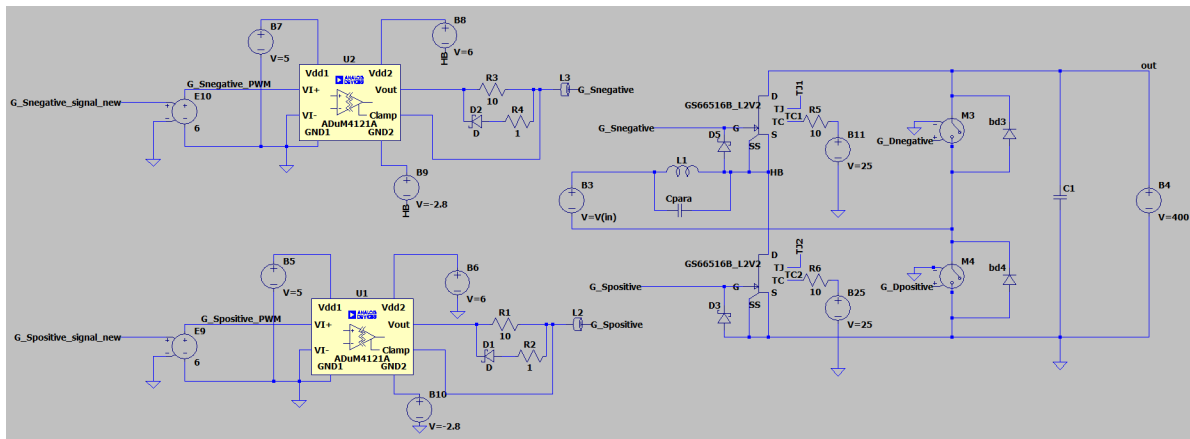 B7
V=5
B8
V=6
HB
U2
Vdd1
Vdd2
ANALOG DEVICES
G_Snegative_PWM
VI+
Vout
R3
10
L3
G_Snegative
G_Snegative_signal_new
E10
6
VI-
Clamp
D2
D
R4
1
GND1
GND2
ADuM4121A
B9
V=-2.8
HB
B5
V=5
B6
V=6
U1
Vdd1
Vdd2
ANALOG DEVICES
G_Spositive_PWM
VI+
Vout
R1
10
L2
G_Spositive
G_Spositive_signal_new
E9
6
VI-
Clamp
D1
D
R2
1
ADuM4121A
GND1
GND2
B10
V=-2.8
out
GS66516B_L2V2
D
TJ
TJ1
TC
TC1
R5
10
G_Snegative
G
S
SS
D5
B11
V=25
L1
HB
B3
V=V(in)
Cpara
G_Dnegative
M3
bd3
C1
B4
V=400
GS66516B_L2V2
D
TJ
TJ2
TC
TC2
R6
10
G_Spositive
G
S
SS
D3
B25
V=25
G_Dpositive
M4
bd4